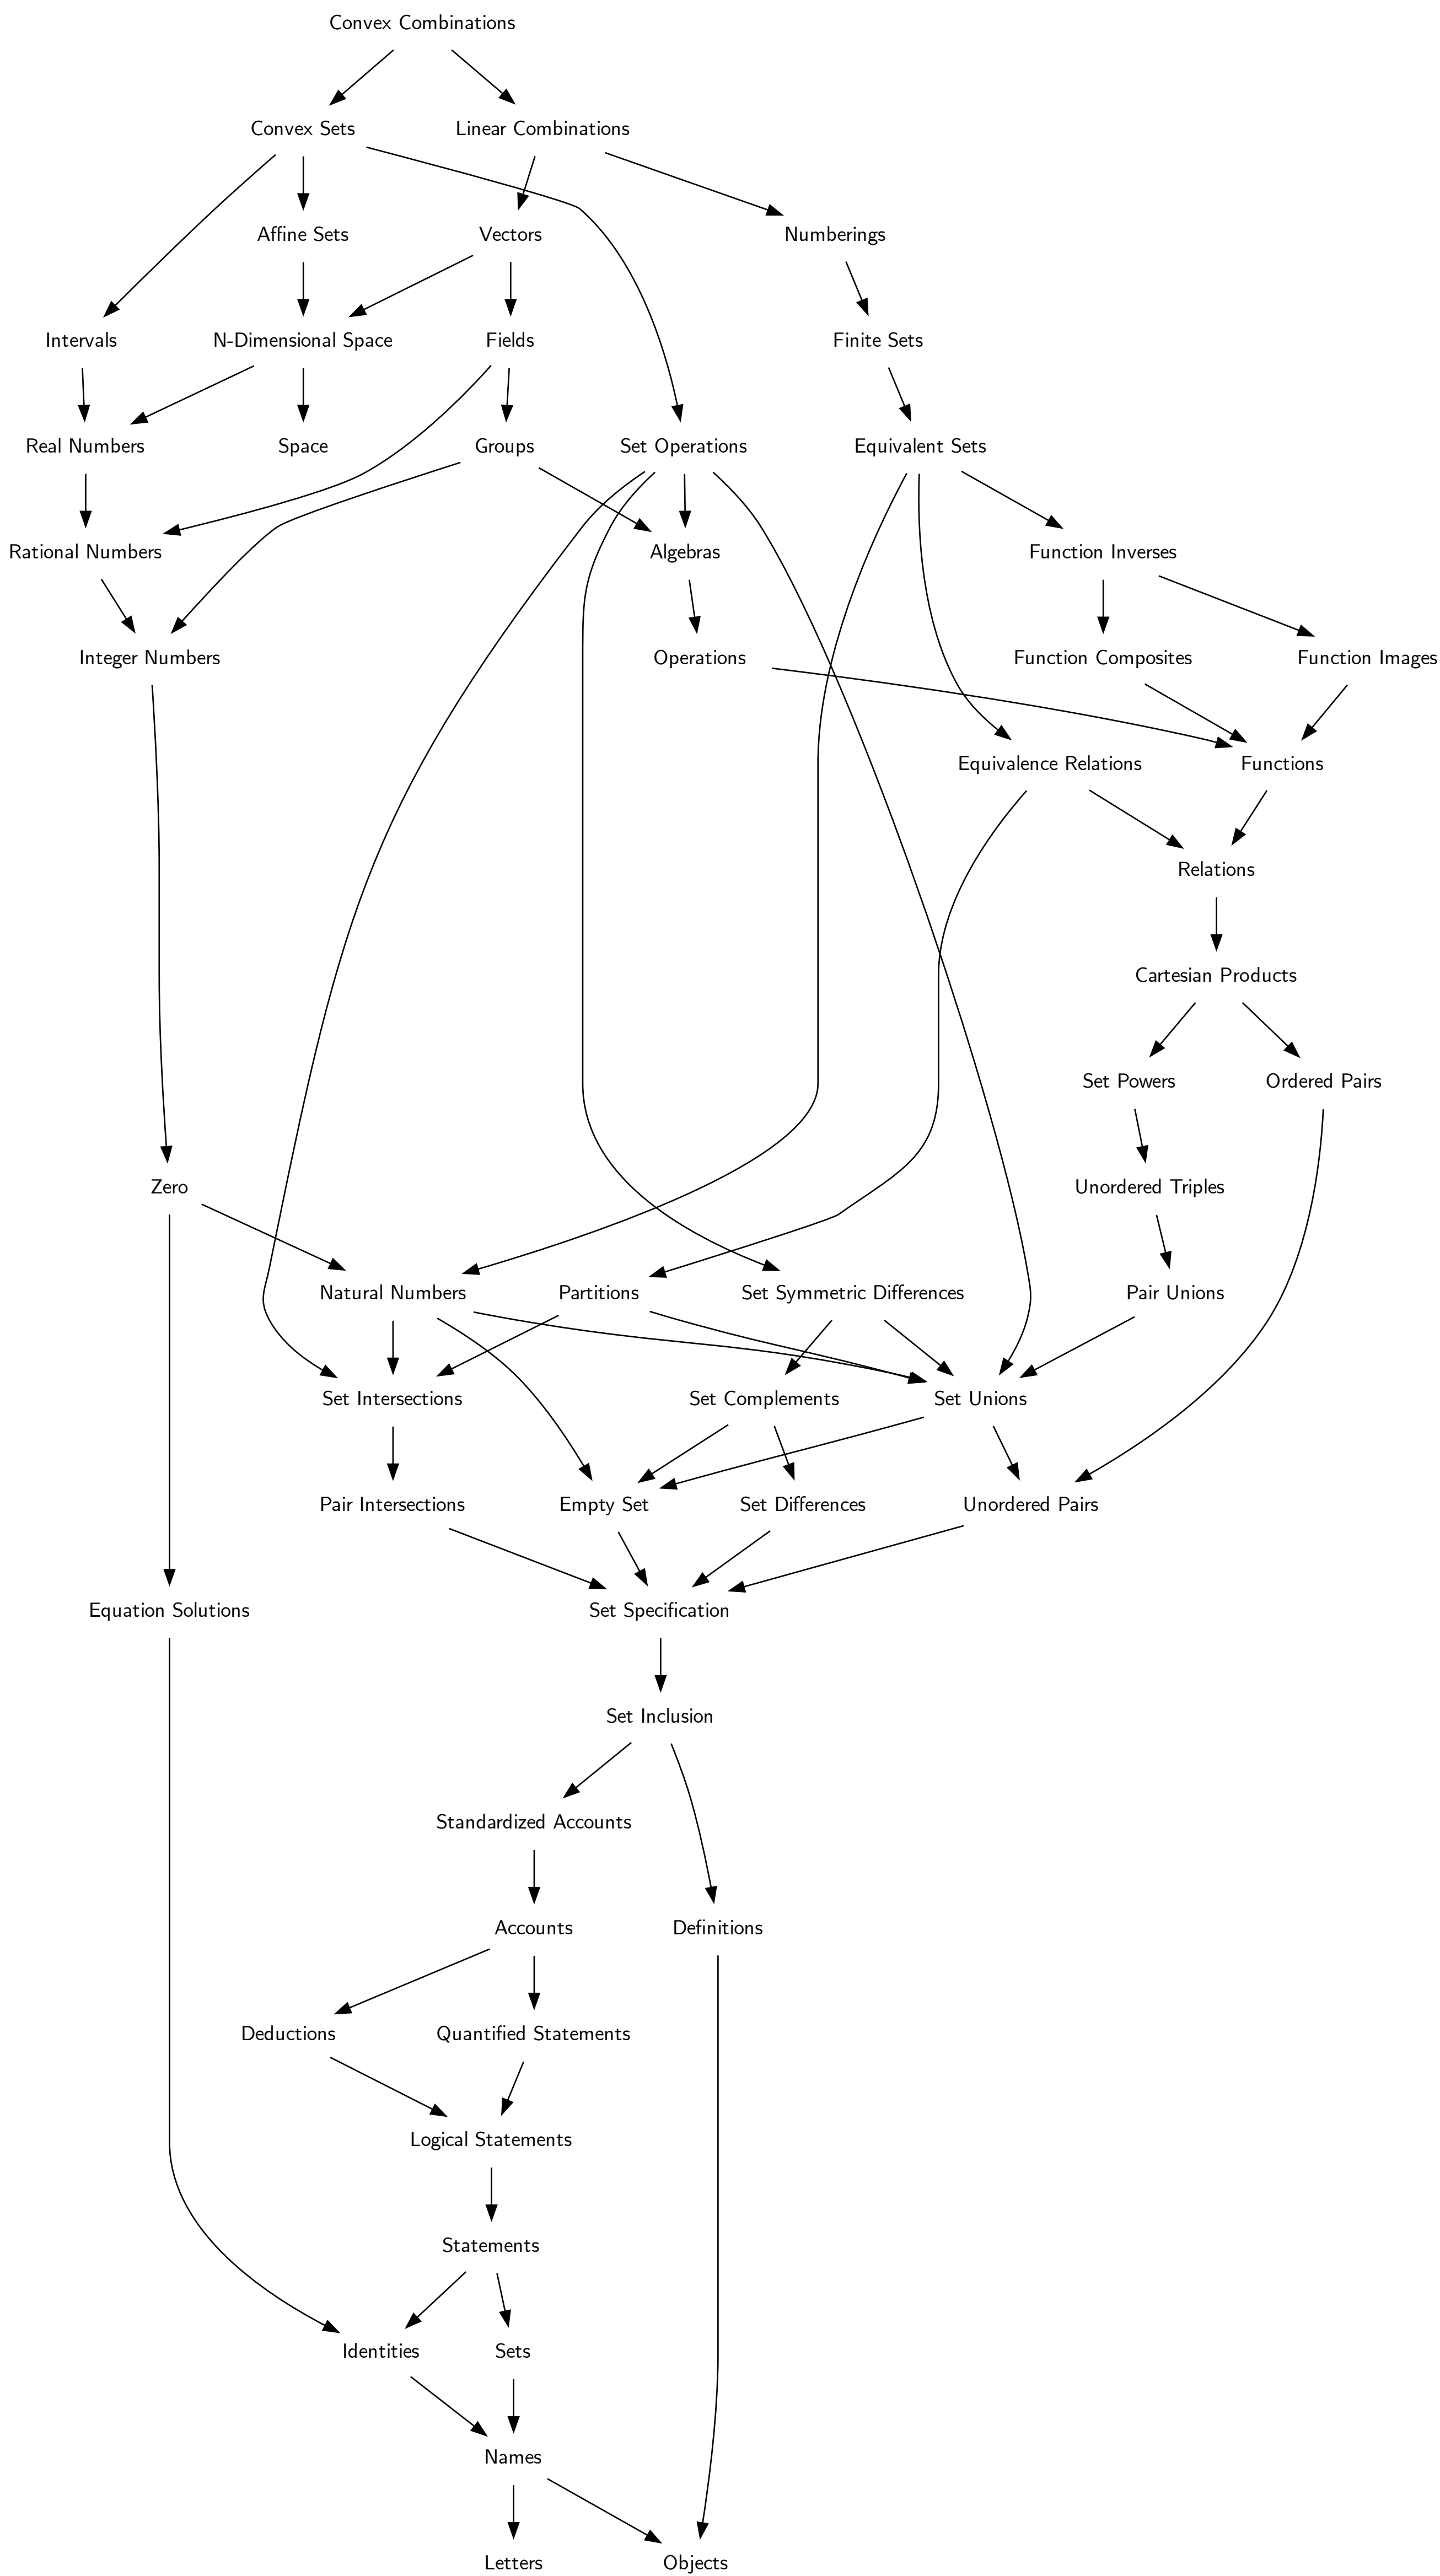 Convex Combinations
Convex Sets
Linear Combinations
Affine Sets
Vectors
Numberings
Intervals
N-Dimensional Space
Fields
Finite Sets
Real Numbers
Space
Groups
Set Operations
Equivalent Sets
Rational Numbers
Algebras
Function Inverses
Integer Numbers
Operations
Function Composites
Function Images
Equivalence Relations
Functions
Relations
Cartesian Products
Set Powers
Ordered Pairs
Zero
Unordered Triples
Natural Numbers
Partitions
Set Symmetric Differences
Pair Unions
Set Intersections
Set Complements
Set Unions
Pair Intersections
Empty Set
Set Differences
Unordered Pairs
Equation Solutions
Set Specification
Set Inclusion
Standardized Accounts
Accounts
Definitions
Deductions
Quantified Statements
Logical Statements
Statements
Identities
Sets
Names
Letters
Objects